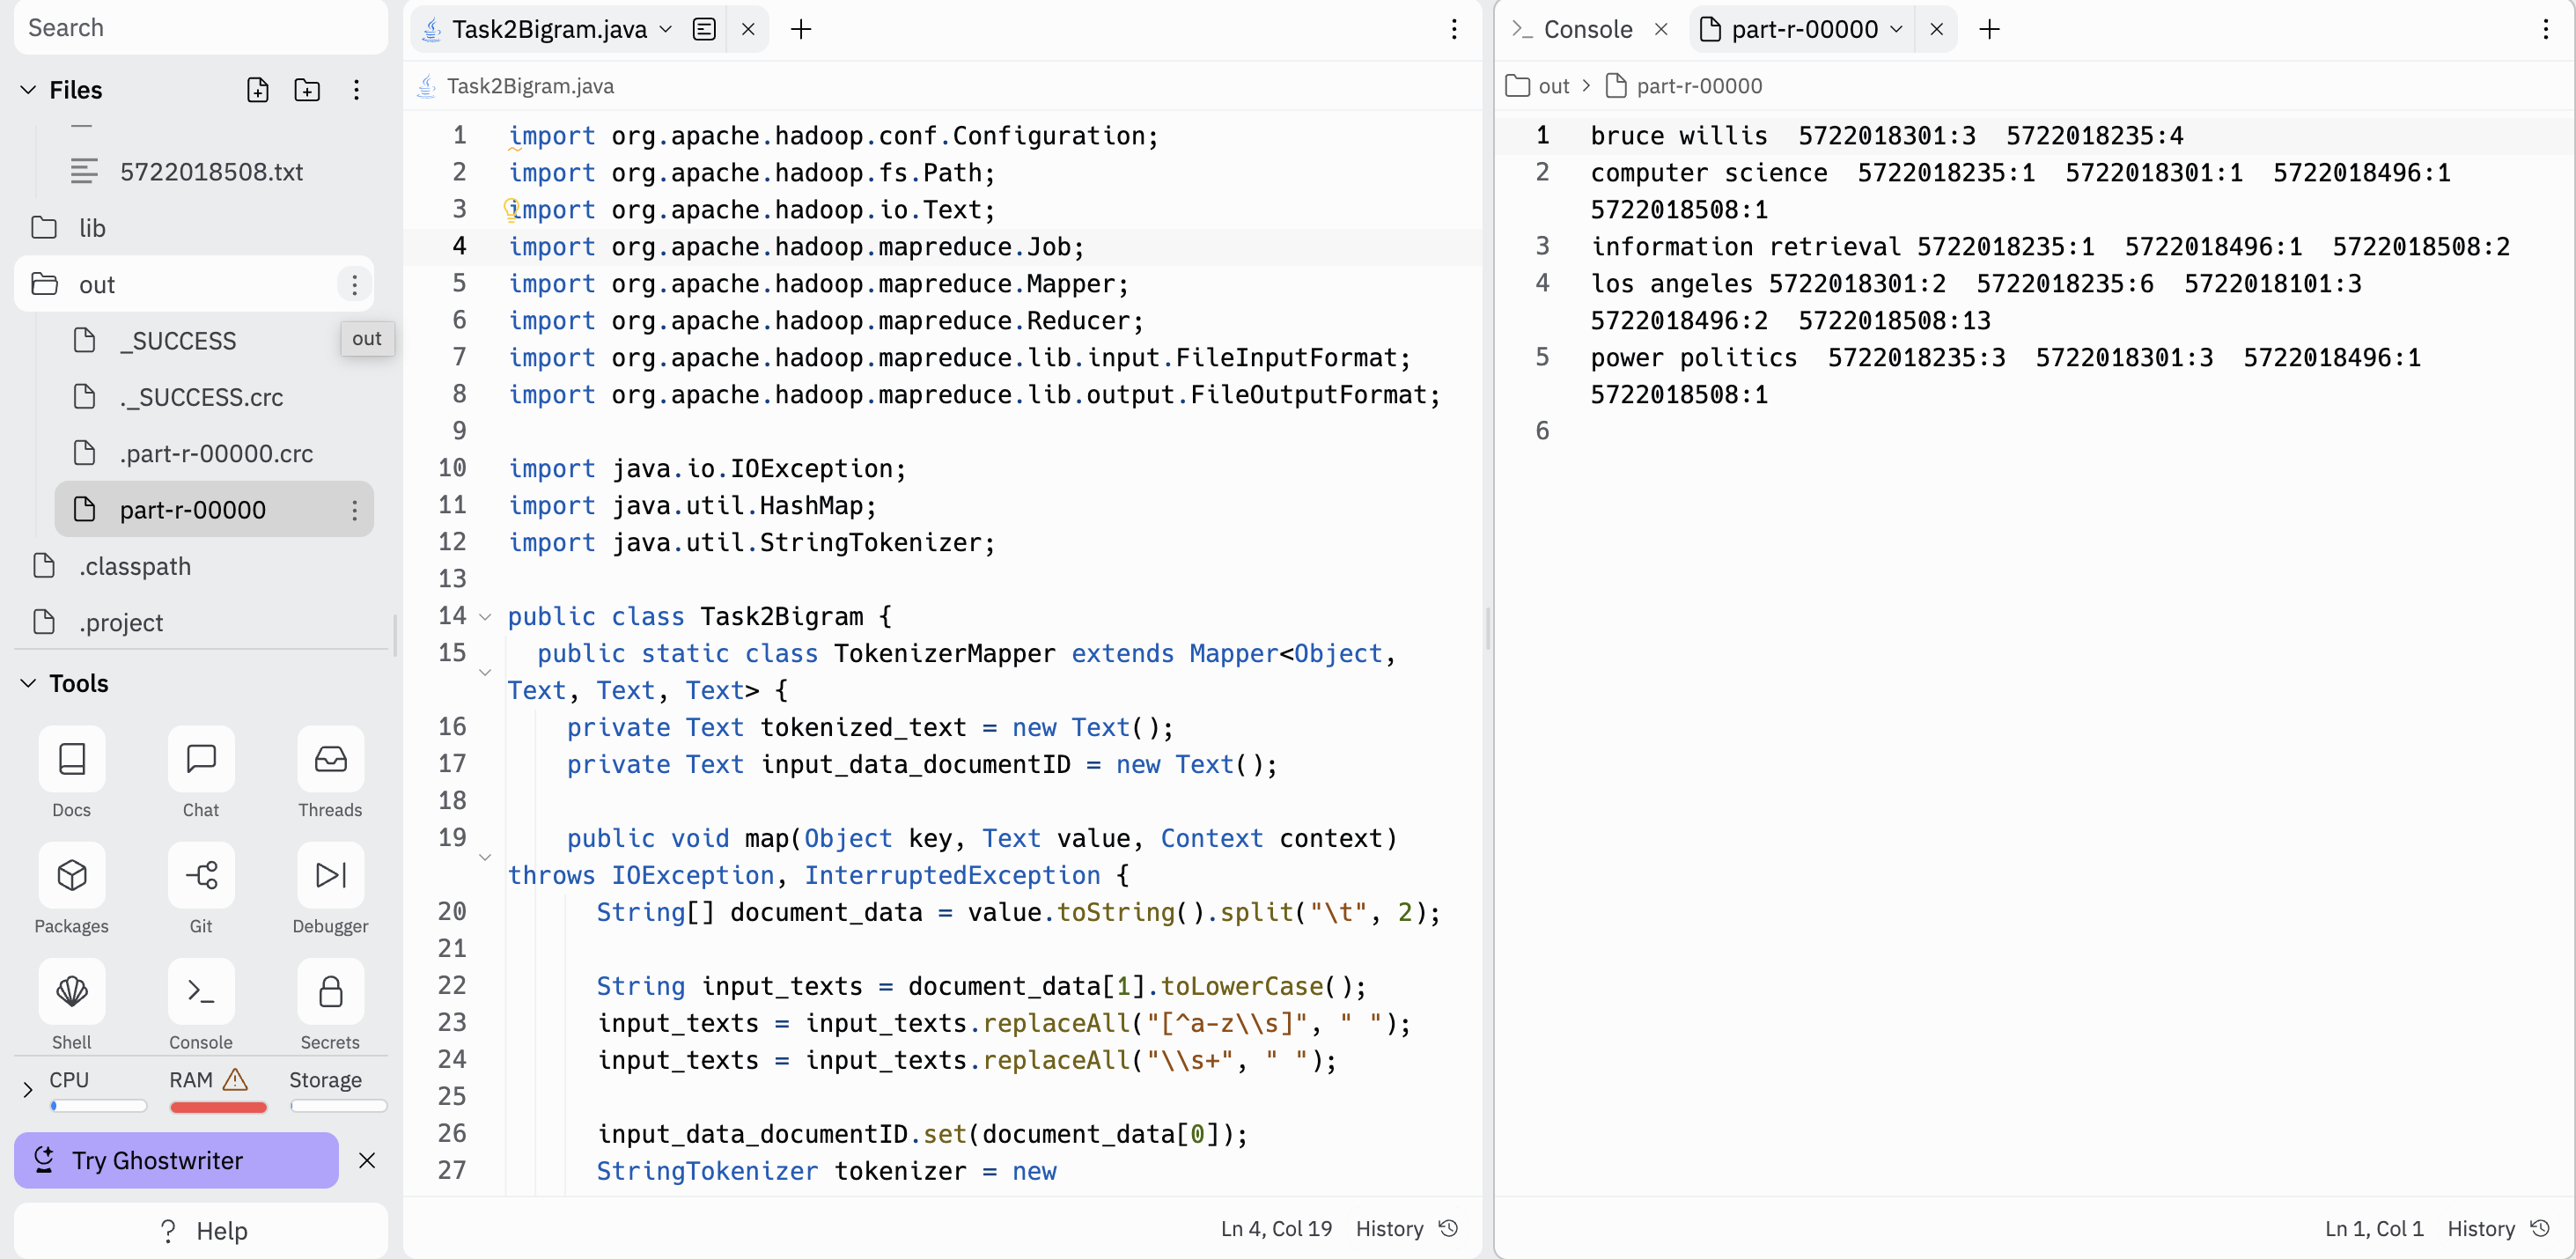 Search
Files
5722018508.txt
lib
out
_SUCCESS
out
._SUCCESS.crc
.part-r-00000.crc
part-r-00000
.classpath
.project
Tools
Docs
Chat
Threads
Packages
Git
Debugger
Shell
Console
Secrets
CPU
RAM
Storage
Try Ghostwriter
? Help
Task2Bigram.java
Task2Bigram.java
1 import org.apache.hadoop.conf.Configuration;
2 import org.apache.hadoop.fs.Path;
3 import org.apache.hadoop.io.Text;
4 import org.apache.hadoop.mapreduce.Job;
5 import org.apache.hadoop.mapreduce.Mapper;
6 import org.apache.hadoop.mapreduce.Reducer;
7 import org.apache.hadoop.mapreduce.lib.input.FileInputFormat;
8 import org.apache.hadoop.mapreduce.lib.output.FileOutputFormat;
9
10 import java.io.IOException;
11 import java.util.HashMap;
12 import java.util.StringTokenizer;
13
14 public class Task2Bigram {
15 public static class TokenizerMapper extends Mapper<Object,
Text, Text, Text> {
16 private Text tokenized_text = new Text();
17 private Text input_data_documentID = new Text();
18
19 public void map(Object key, Text value, Context context)
throws IOException, InterruptedException {
20 String[] document_data = value.toString().split("\t", 2);
21
22 String input_texts = document_data[1].toLowerCase();
23 input_texts = input_texts.replaceAll("[^a-z\\s]", " ");
24 input_texts = input_texts.replaceAll("\\s+", " ");
25
26 input_data_documentID.set(document_data[0]);
27 StringTokenizer tokenizer = new
Ln 4, Col 19 History
Console
part-r-00000
out > part-r-00000
1 bruce willis 5722018301:3 5722018235:4
2 computer science 5722018235:1 5722018301:1 5722018496:1
5722018508:1
3 information retrieval 5722018235:1 5722018496:1 5722018508:2
4 los angeles 5722018301:2 5722018235:6 5722018101:3
5722018496:2 5722018508:13
5 power politics 5722018235:3 5722018301:3 5722018496:1
5722018508:1
6
Ln 1, Col 1 History